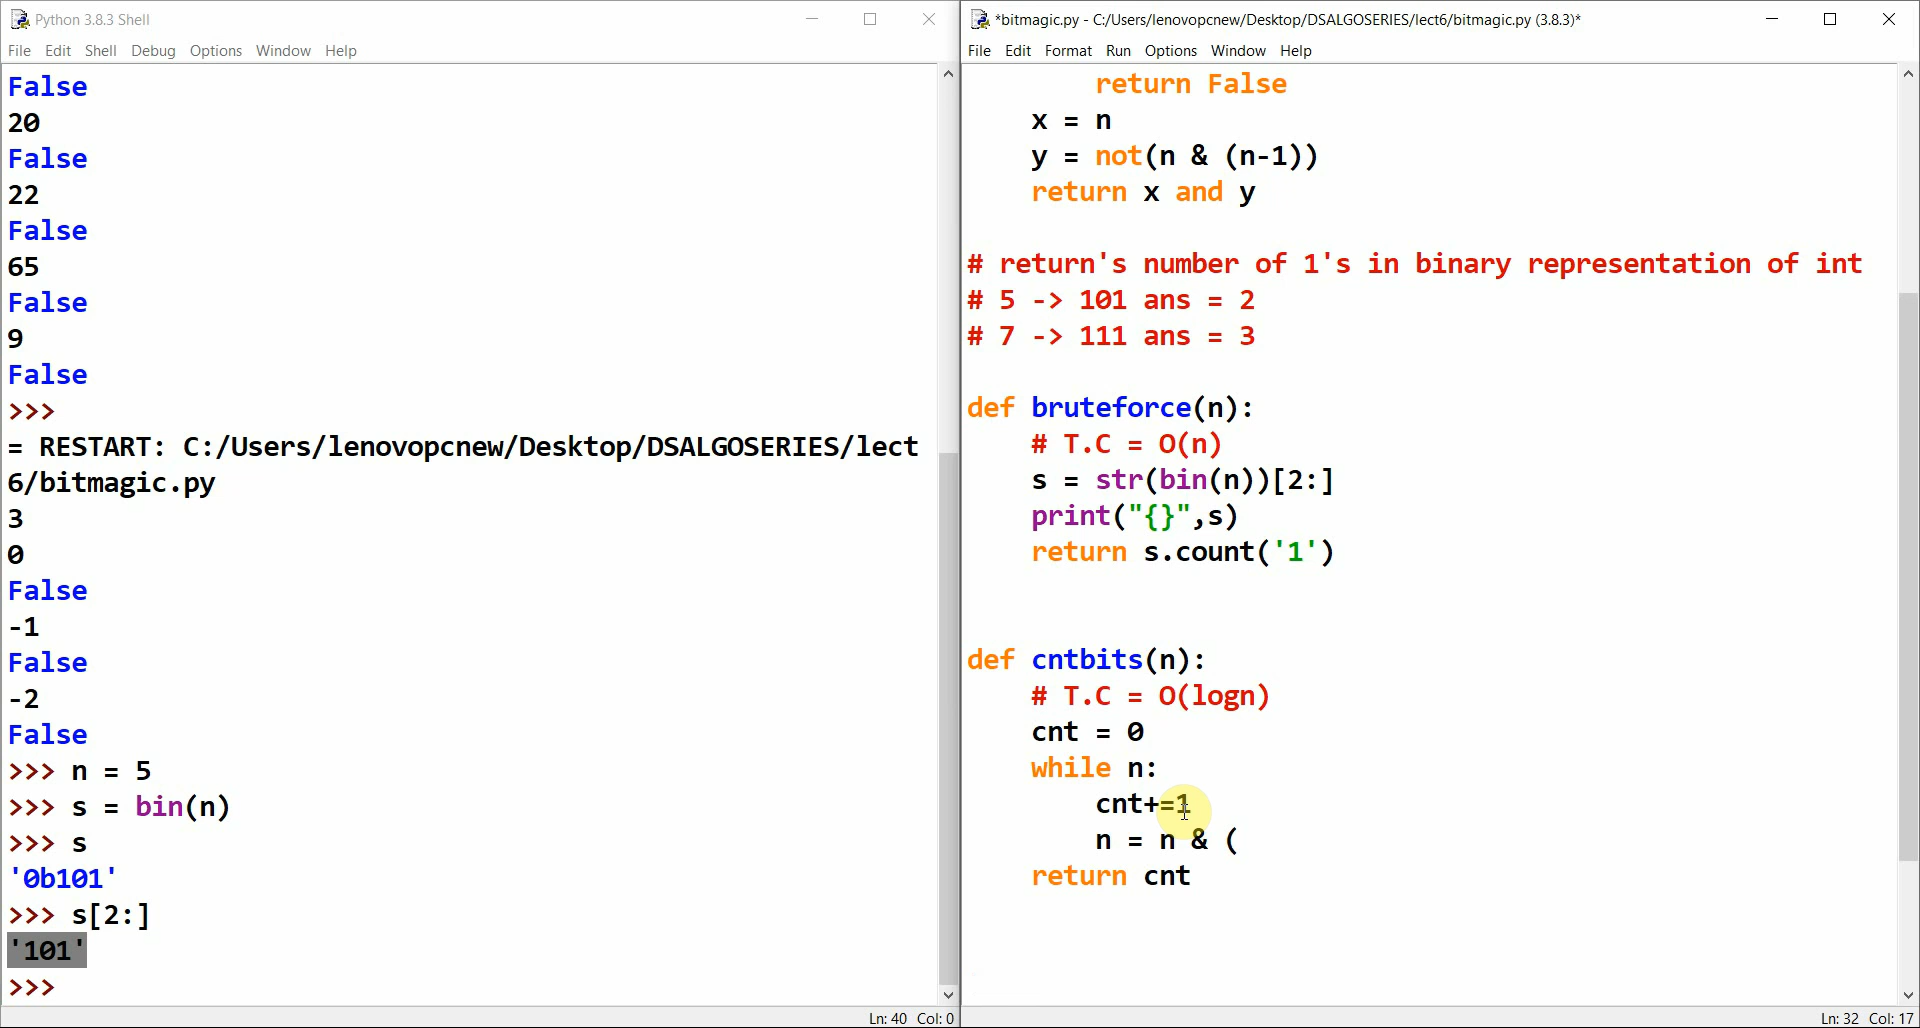 Python 3.8.3 Shell
File Edit Shell Debug Options Window Help
False
20
False
22
False
65
False
9
False
>>>
= RESTART: C:/Users/lenovopcnew/Desktop/DSALGOSERIES/lect
6/bitmagic.py
3
0
False
-1
False
-2
False
>>> n = 5
>>> s = bin(n)
>>> s
'0b101'
>>> s[2:]
'101'
>>>
Ln: 40 Col: 0
*bitmagic.py - C:/Users/lenovopcnew/Desktop/DSALGOSERIES/lect6/bitmagic.py (3.8.3)*
File Edit Format Run Options Window Help
return False
x = n
y = not(n & (n-1))
return x and y
# return's number of 1's in binary representation of int
# 5 -> 101 ans = 2
# 7 -> 111 ans = 3
def bruteforce(n):
# T.C = O(n)
s = str(bin(n))[2:]
print("{}",s)
return s.count('1')
def cntbits(n):
# T.C = O(logn)
cnt = 0
while n:
cnt+=1
n = n & (
return cnt
Ln: 32 Col: 17